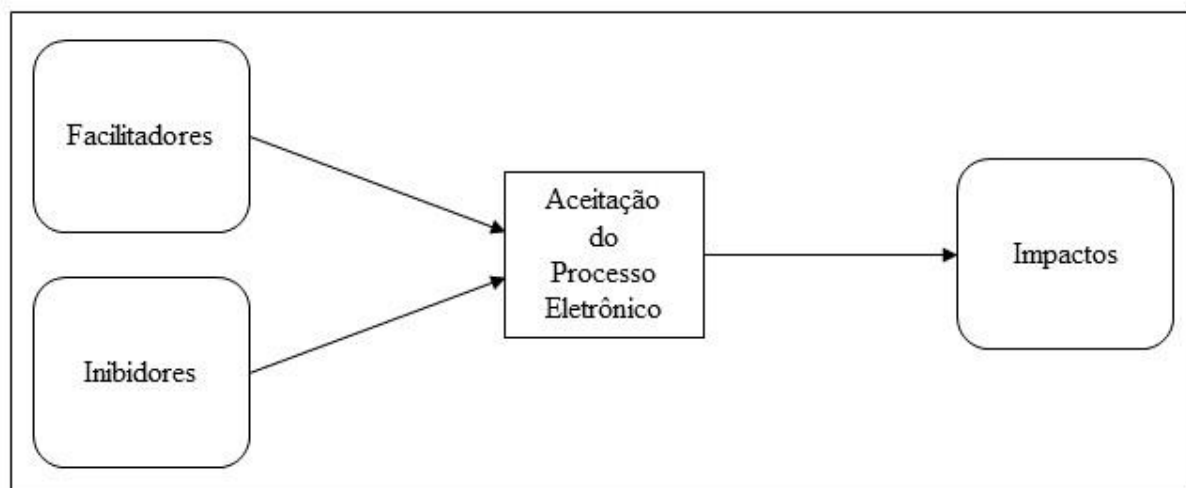 Facilitadores
Inibidores
Aceitação
do
Processo
Eletrônico
Impactos